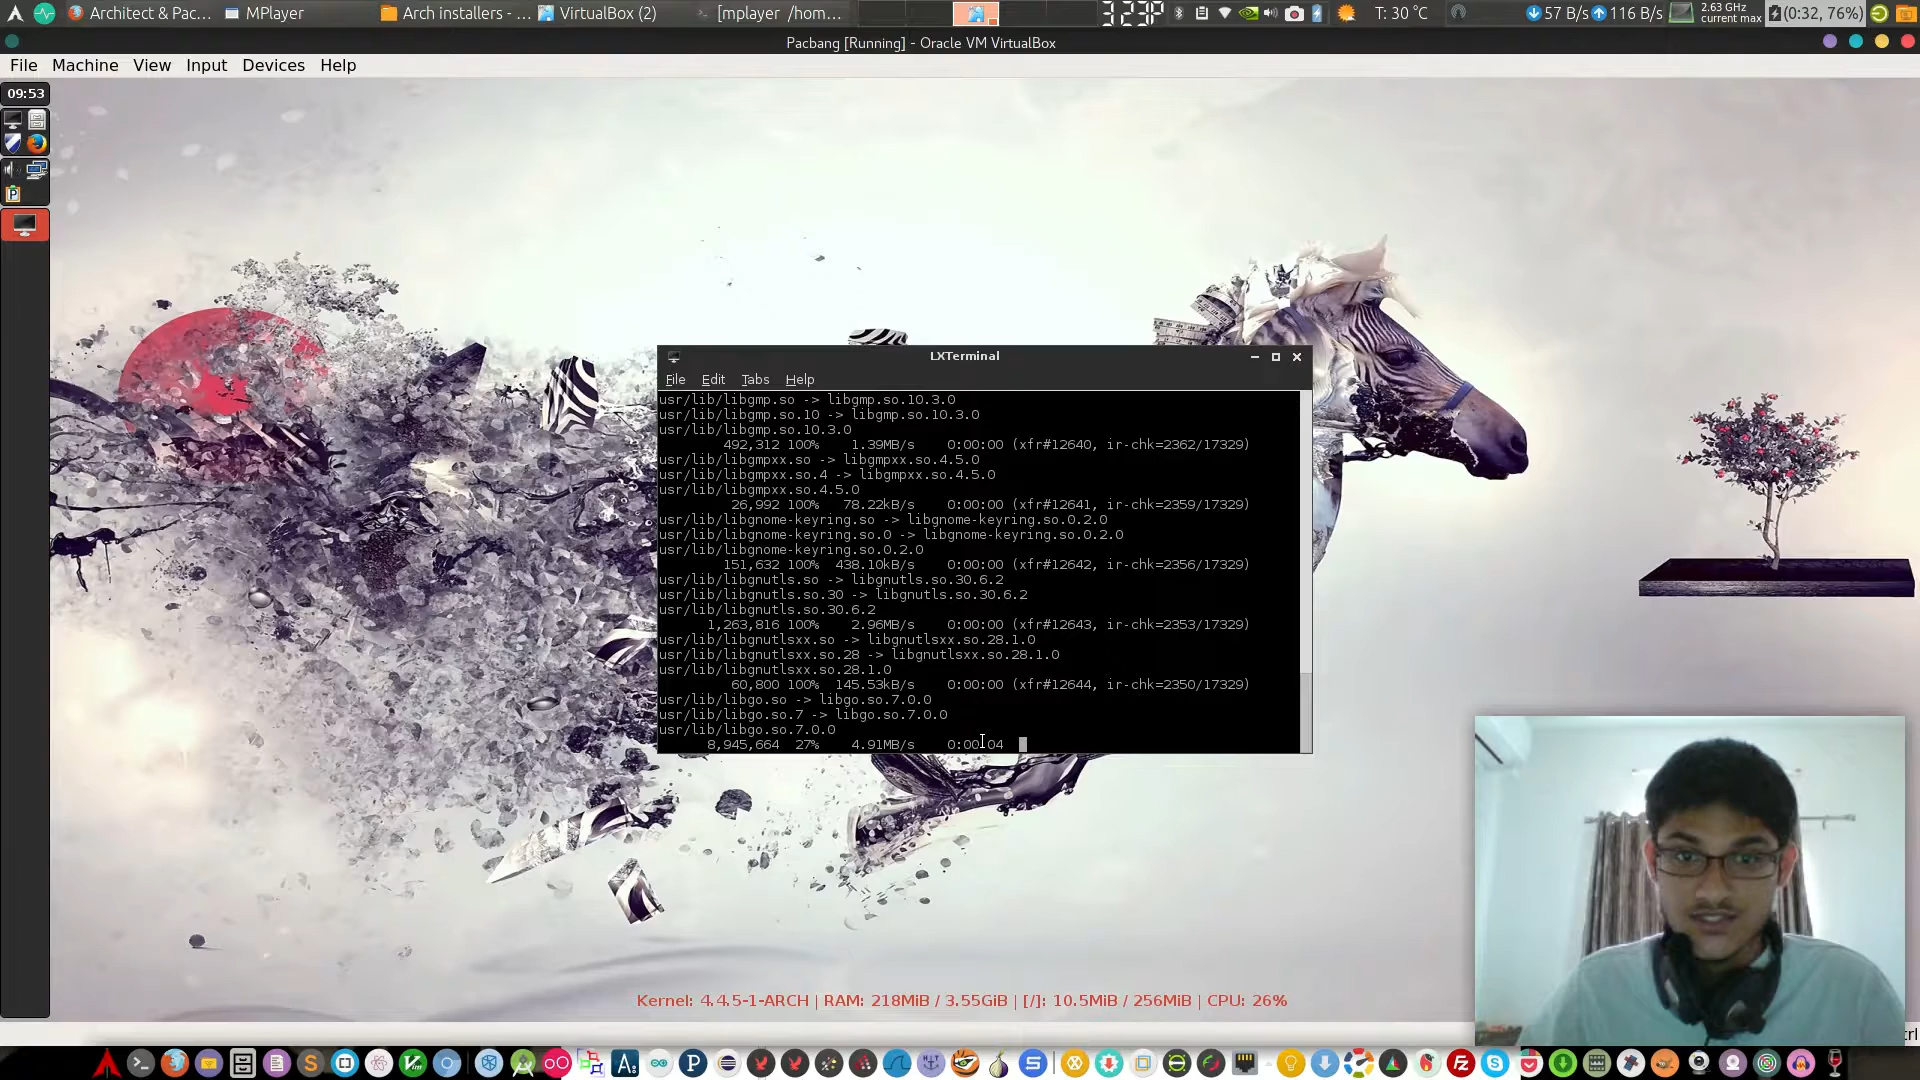 Architect & Pac...
MPlayer
Arch installers - ...
VirtualBox (2)
[mplayer /hom...
323P
T: 30 °C
57 B/s
116 B/s
2.63 GHz
current max
(0:32, 76%)
Pacbang [Running] - Oracle VM VirtualBox
File Machine View Input Devices Help
09:53
LXTerminal
File Edit Tabs Help
usr/lib/libgmp.so -> libgmp.so.10.3.0
usr/lib/libgmp.so.10 -> libgmp.so.10.3.0
usr/lib/libgmp.so.10.3.0
492,312 100% 1.39MB/s 0:00:00 (xfr#12640, ir-chk=2362/17329)
usr/lib/libgmpxx.so -> libgmpxx.so.4.5.0
usr/lib/libgmpxx.so.4 -> libgmpxx.so.4.5.0
usr/lib/libgmpxx.so.4.5.0
26,992 100% 78.22kB/s 0:00:00 (xfr#12641, ir-chk=2359/17329)
usr/lib/libgnome-keyring.so -> libgnome-keyring.so.0.2.0
usr/lib/libgnome-keyring.so.0 -> libgnome-keyring.so.0.2.0
usr/lib/libgnome-keyring.so.0.2.0
151,632 100% 438.10kB/s 0:00:00 (xfr#12642, ir-chk=2356/17329)
usr/lib/libgnutls.so -> libgnutls.so.30.6.2
usr/lib/libgnutls.so.30 -> libgnutls.so.30.6.2
usr/lib/libgnutls.so.30.6.2
1,263,816 100% 2.96MB/s 0:00:00 (xfr#12643, ir-chk=2353/17329)
usr/lib/libgnutlsxx.so -> libgnutlsxx.so.28.1.0
usr/lib/libgnutlsxx.so.28 -> libgnutlsxx.so.28.1.0
usr/lib/libgnutlsxx.so.28.1.0
60,800 100% 145.53kB/s 0:00:00 (xfr#12644, ir-chk=2350/17329)
usr/lib/libgo.so -> libgo.so.7.0.0
usr/lib/libgo.so.7 -> libgo.so.7.0.0
usr/lib/libgo.so.7.0.0
8,945,664 27% 4.91MB/s 0:00:04
Kernel: 4.4.5-1-ARCH | RAM: 218MiB / 3.55GiB | [/]: 10.5MiB / 256MiB | CPU: 26%
trl